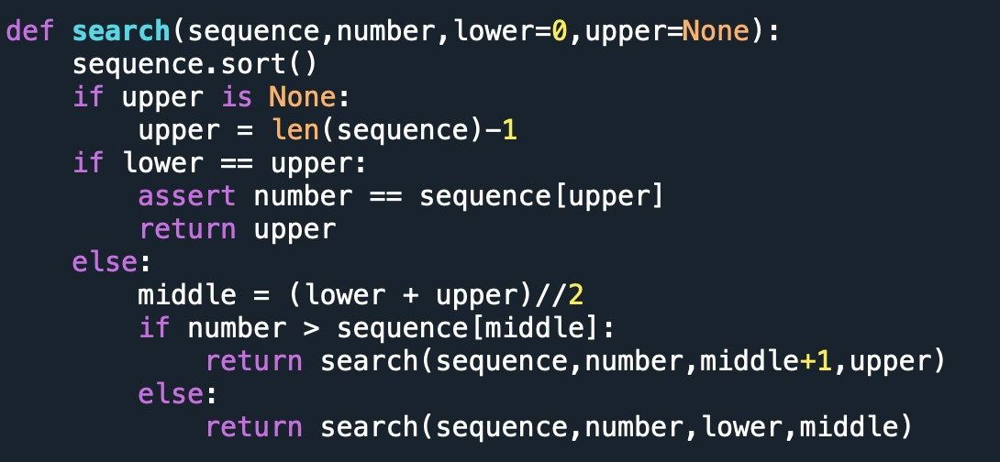 def search(sequence,number,lower=0,upper=None):
    sequence.sort()
    if upper is None:
        upper = len(sequence)-1
    if lower == upper:
        assert number == sequence[upper]
        return upper
    else:
        middle = (lower + upper)//2
        if number > sequence[middle]:
            return search(sequence,number,middle+1,upper)
        else:
            return search(sequence,number,lower,middle)